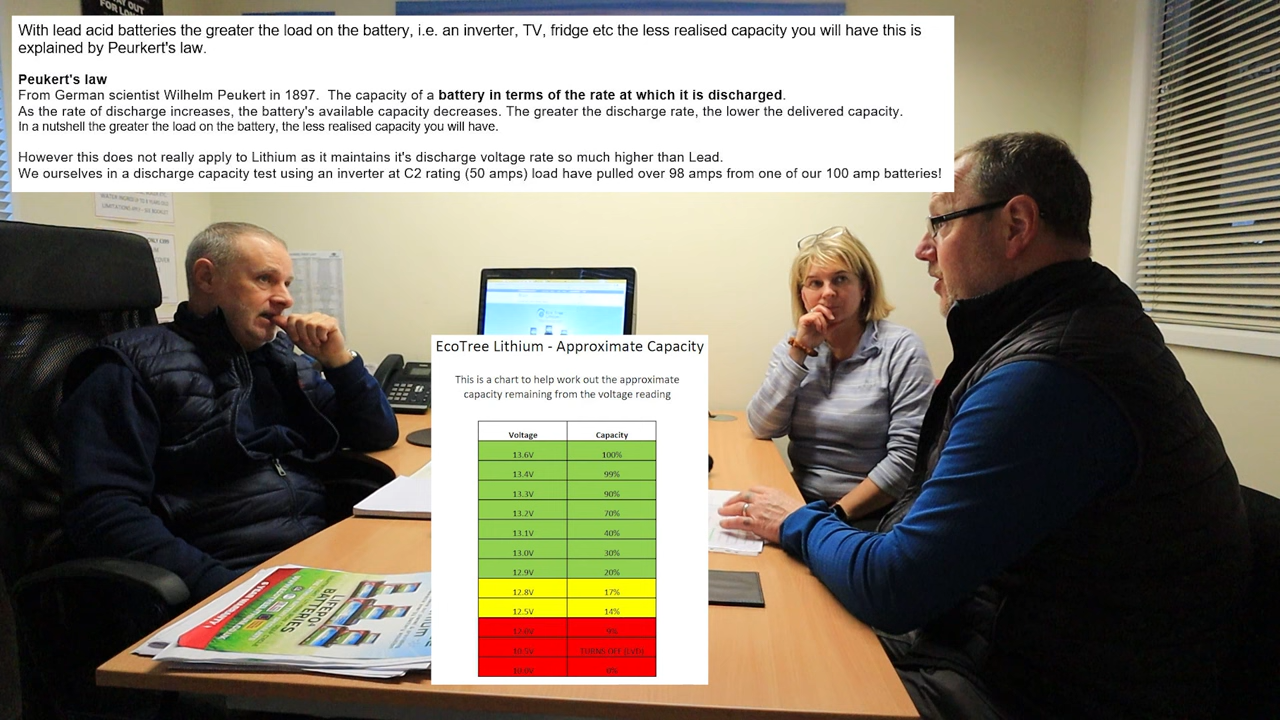 OUT FOR
With lead acid batteries the greater the load on the battery, i.e. an inverter, TV, fridge etc the less realised capacity you will have this is
explained by Peurkert's law.
Peukert's law
From German scientist Wilhelm Peukert in 1897.  The capacity of a battery in terms of the rate at which it is discharged.
As the rate of discharge increases, the battery's available capacity decreases. The greater the discharge rate, the lower the delivered capacity.
In a nutshell the greater the load on the battery, the less realised capacity you will have.
However this does not really apply to Lithium as it maintains it's discharge voltage rate so much higher than Lead.
We ourselves in a discharge capacity test using an inverter at C2 rating (50 amps) load have pulled over 98 amps from one of our 100 amp batteries!
EcoTree Lithium - Approximate Capacity
This is a chart to help work out the approximate
capacity remaining from the voltage reading
Voltage Capacity
13.6V 100%
13.4V 99%
13.3V 90%
13.2V 70%
13.1V 40%
13.0V 30%
12.9V 20%
12.8V 17%
12.5V 14%
12.0V 9%
10.5V TURNS OFF (LVD)
10.0V 0%
LIFEPO4
BATTERIES